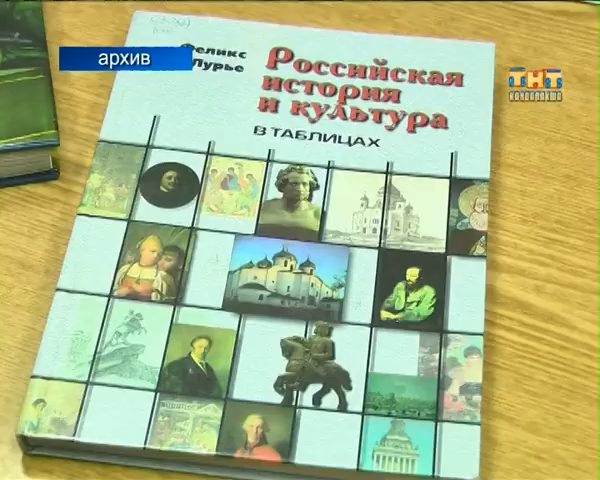 архив
Феликс
Лурье
Российская
история
и культура
в таблицах
ТНТ